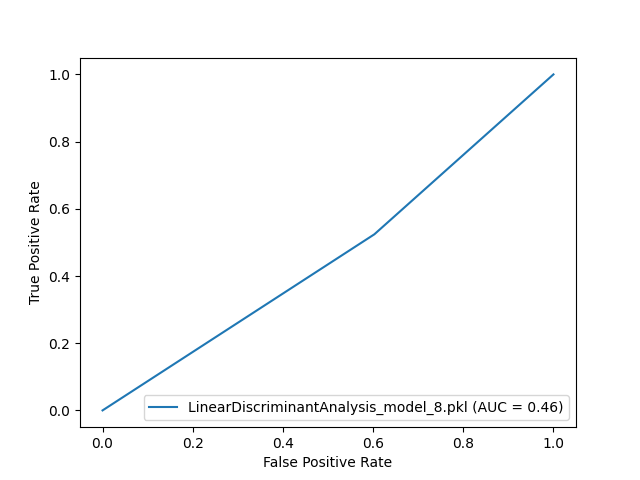 1.0
0.8
0.6
0.4
0.2
0.0
True Positive Rate
LinearDiscriminantAnalysis_model_8.pkl (AUC = 0.46)
0.0 0.2 0.4 0.6 0.8 1.0
False Positive Rate